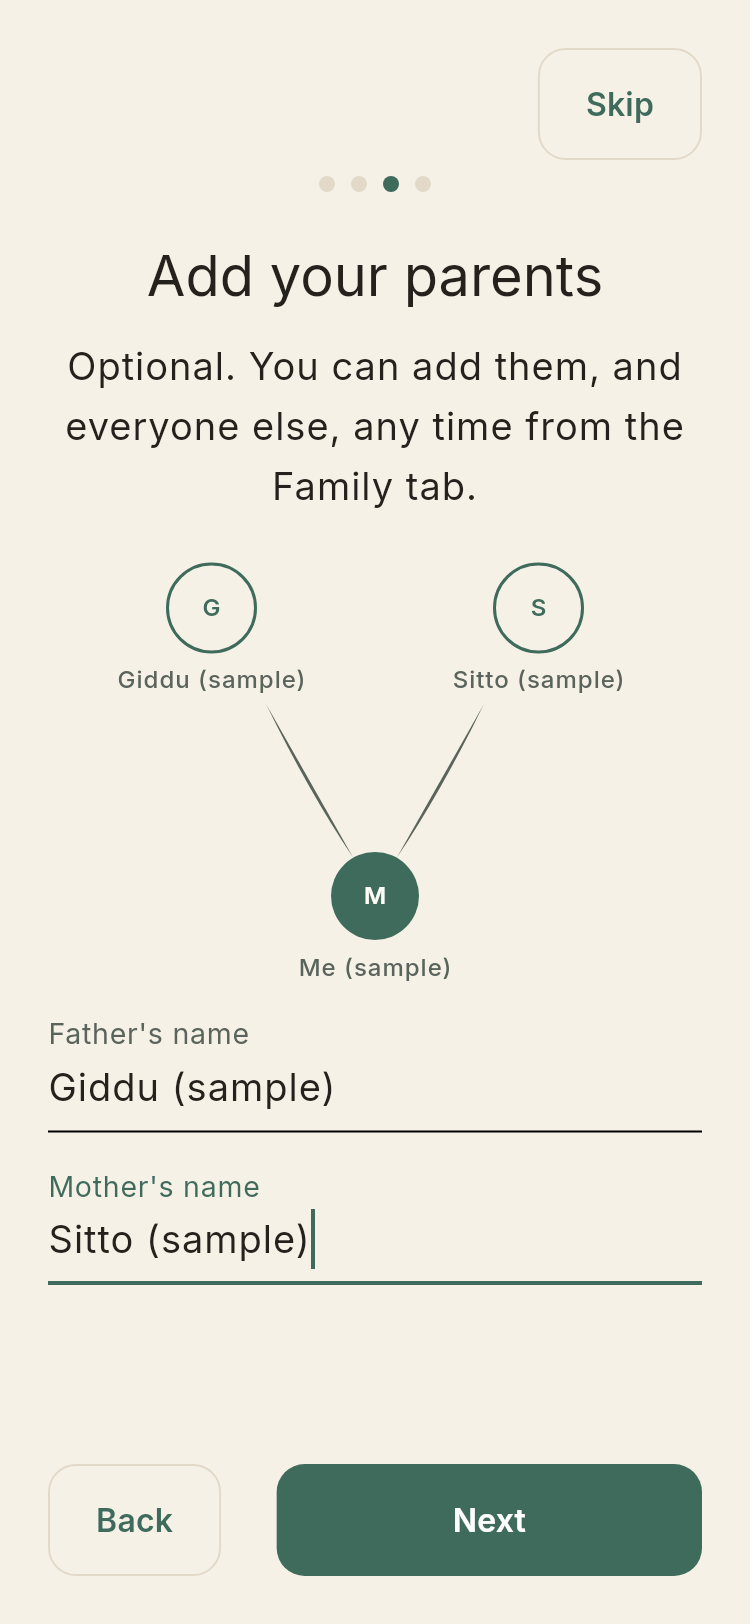 Skip
Add your parents
Optional. You can add them, and
everyone else, any time from the
Family tab.
G
S
Giddu (sample)
Sitto (sample)
M
Me (sample)
Father's name
Giddu (sample)
Mother's name
Sitto (sample)
Back
Next